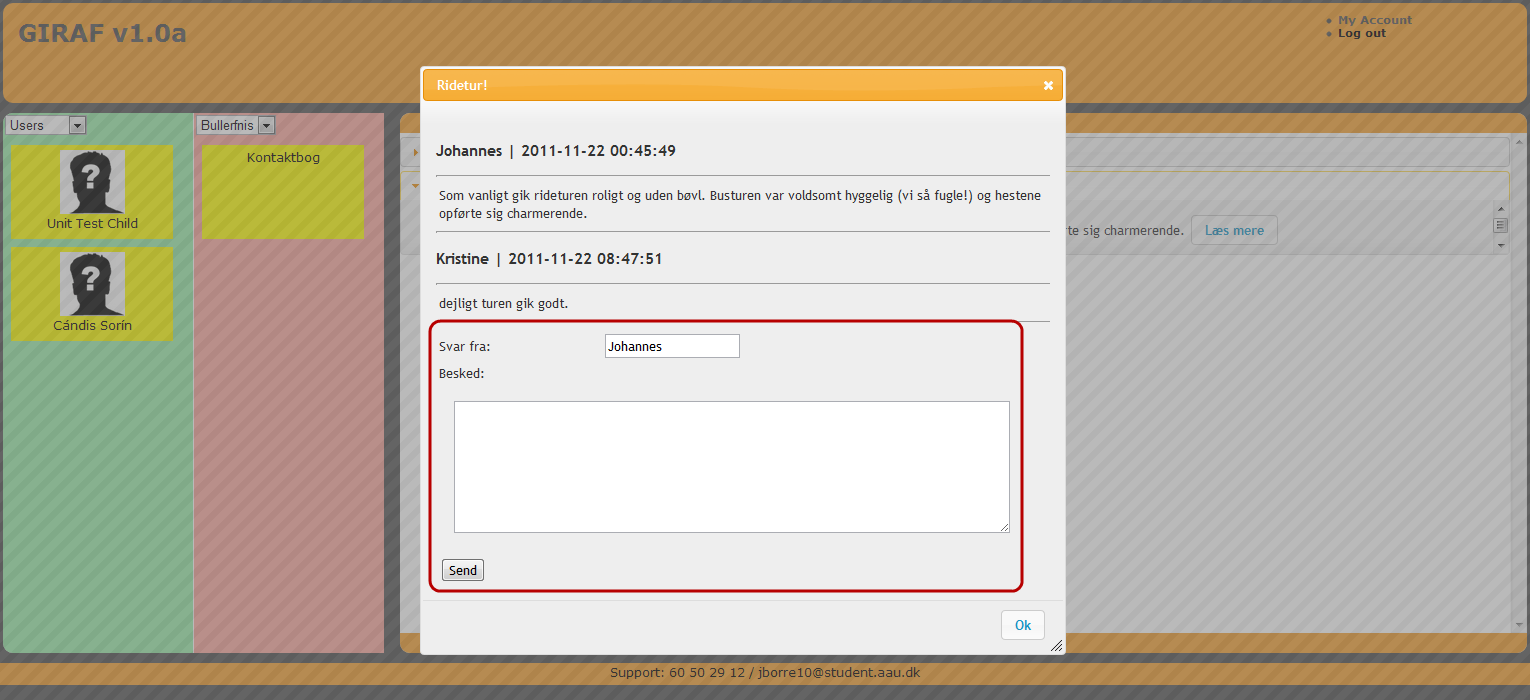 GIRAF v1.0a
My Account
Log out
Users
Unit Test Child
Cándis Sorín
Bullerfnis
Kontaktbog
Ridetur!
Johannes | 2011-11-22 00:45:49
Som vanligt gik rideturen roligt og uden bøvl. Busturen var voldsomt hyggelig (vi så fugle!) og hestene
opførte sig charmerende.
Kristine | 2011-11-22 08:47:51
dejligt turen gik godt.
Svar fra: Johannes
Besked:
Send
Ok
rte sig charmerende. Læs mere
Support: 60 50 29 12 / jborre10@student.aau.dk